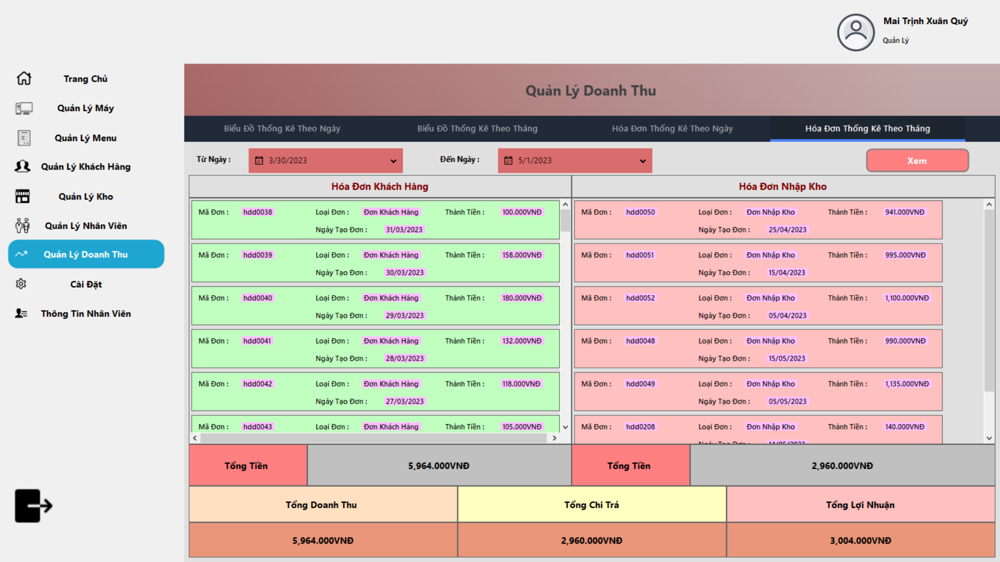 Mai Trịnh Xuân Quý
Quản Lý
Trang Chủ
Quản Lý Máy
Quản Lý Menu
Quản Lý Khách Hàng
Quản Lý Kho
Quản Lý Nhân Viên
Quản Lý Doanh Thu
Cài Đặt
Thông Tin Nhân Viên
Quản Lý Doanh Thu
Biểu Đồ Thống Kê Theo Ngày
Biểu Đồ Thống Kê Theo Tháng
Hóa Đơn Thống Kê Theo Ngày
Hóa Đơn Thống Kê Theo Tháng
Từ Ngày : 3/30/2023 Đến Ngày : 5/1/2023 Xem
Hóa Đơn Khách Hàng
Mã Đơn : hdd0038 Loại Đơn : Đơn Khách Hàng Thành Tiền : 100.000VNĐ
Ngày Tạo Đơn : 31/03/2023
Mã Đơn : hdd0039 Loại Đơn : Đơn Khách Hàng Thành Tiền : 158.000VNĐ
Ngày Tạo Đơn : 30/03/2023
Mã Đơn : hdd0040 Loại Đơn : Đơn Khách Hàng Thành Tiền : 180.000VNĐ
Ngày Tạo Đơn : 29/03/2023
Mã Đơn : hdd0041 Loại Đơn : Đơn Khách Hàng Thành Tiền : 132.000VNĐ
Ngày Tạo Đơn : 28/03/2023
Mã Đơn : hdd0042 Loại Đơn : Đơn Khách Hàng Thành Tiền : 118.000VNĐ
Ngày Tạo Đơn : 27/03/2023
Mã Đơn : hdd0043 Loại Đơn : Đơn Khách Hàng Thành Tiền : 105.000VNĐ
Tổng Tiền 5,964.000VNĐ
Hóa Đơn Nhập Kho
Mã Đơn : hdd0050 Loại Đơn : Đơn Nhập Kho Thành Tiền : 941.000VNĐ
Ngày Tạo Đơn : 25/04/2023
Mã Đơn : hdd0051 Loại Đơn : Đơn Nhập Kho Thành Tiền : 995.000VNĐ
Ngày Tạo Đơn : 15/04/2023
Mã Đơn : hdd0052 Loại Đơn : Đơn Nhập Kho Thành Tiền : 1,100.000VNĐ
Ngày Tạo Đơn : 05/04/2023
Mã Đơn : hdd0048 Loại Đơn : Đơn Nhập Kho Thành Tiền : 990.000VNĐ
Ngày Tạo Đơn : 15/05/2023
Mã Đơn : hdd0049 Loại Đơn : Đơn Nhập Kho Thành Tiền : 1,135.000VNĐ
Ngày Tạo Đơn : 05/05/2023
Mã Đơn : hdd0208 Loại Đơn : Đơn Nhập Kho Thành Tiền : 140.000VNĐ
Ngày Tạo Đơn : 14/05/2023
Tổng Tiền 2,960.000VNĐ
Tổng Doanh Thu Tổng Chi Trả Tổng Lợi Nhuận
5,964.000VNĐ 2,960.000VNĐ 3,004.000VNĐ